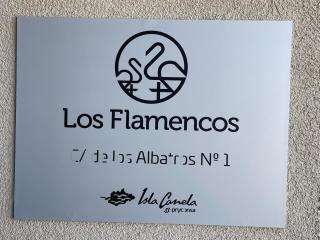 Los Flamencos
C/ de los Albatros Nº 1
Isla Canela